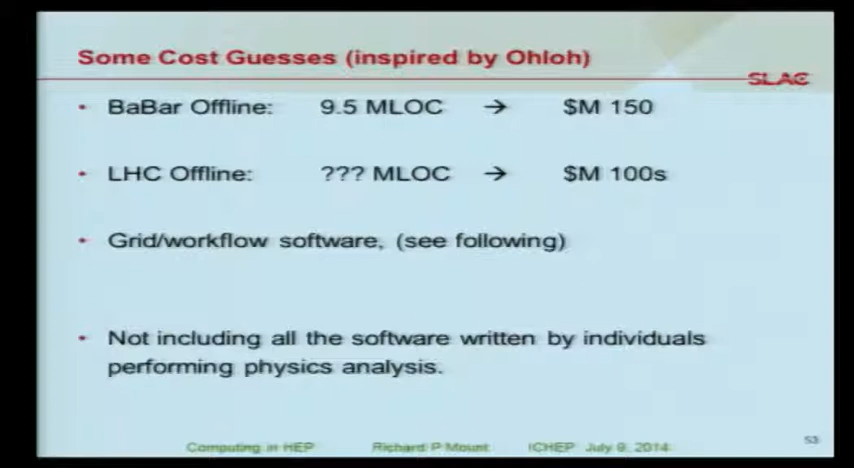 Some Cost Guesses (inspired by Ohloh)
SLAC
• BaBar Offline: 9.5 MLOC → $M 150
• LHC Offline: ??? MLOC → $M 100s
• Grid/workflow software, (see following)
• Not including all the software written by individuals
performing physics analysis.
Computing in HEP Richard P Mount ICHEP July 9, 2014 53